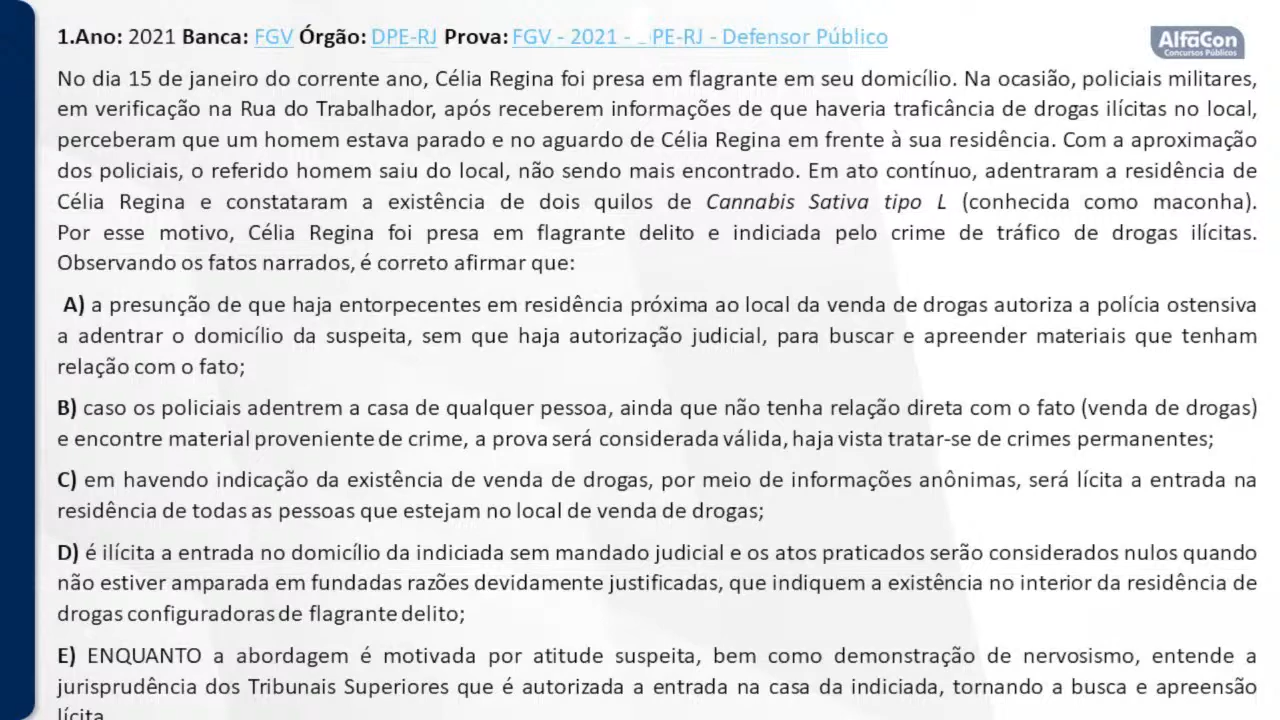 1.Ano: 2021 Banca: FGV Órgão: DPE-RJ Prova: FGV - 2021 - PE-RJ - Defensor Público
AlfaCon
Concursos Públicos
No dia 15 de janeiro do corrente ano, Célia Regina foi presa em flagrante em seu domicílio. Na ocasião, policiais militares,
em verificação na Rua do Trabalhador, após receberem informações de que haveria traficância de drogas ilícitas no local,
perceberam que um homem estava parado e no aguardo de Célia Regina em frente à sua residência. Com a aproximação
dos policiais, o referido homem saiu do local, não sendo mais encontrado. Em ato contínuo, adentraram a residência de
Célia Regina e constataram a existência de dois quilos de Cannabis Sativa tipo L (conhecida como maconha).
Por esse motivo, Célia Regina foi presa em flagrante delito e indiciada pelo crime de tráfico de drogas ilícitas.
Observando os fatos narrados, é correto afirmar que:
A) a presunção de que haja entorpecentes em residência próxima ao local da venda de drogas autoriza a polícia ostensiva
a adentrar o domicílio da suspeita, sem que haja autorização judicial, para buscar e apreender materiais que tenham
relação com o fato;
B) caso os policiais adentrem a casa de qualquer pessoa, ainda que não tenha relação direta com o fato (venda de drogas)
e encontre material proveniente de crime, a prova será considerada válida, haja vista tratar-se de crimes permanentes;
C) em havendo indicação da existência de venda de drogas, por meio de informações anônimas, será lícita a entrada na
residência de todas as pessoas que estejam no local de venda de drogas;
D) é ilícita a entrada no domicílio da indiciada sem mandado judicial e os atos praticados serão considerados nulos quando
não estiver amparada em fundadas razões devidamente justificadas, que indiquem a existência no interior da residência de
drogas configuradoras de flagrante delito;
E) ENQUANTO a abordagem é motivada por atitude suspeita, bem como demonstração de nervosismo, entende a
jurisprudência dos Tribunais Superiores que é autorizada a entrada na casa da indiciada, tornando a busca e apreensão
lícita